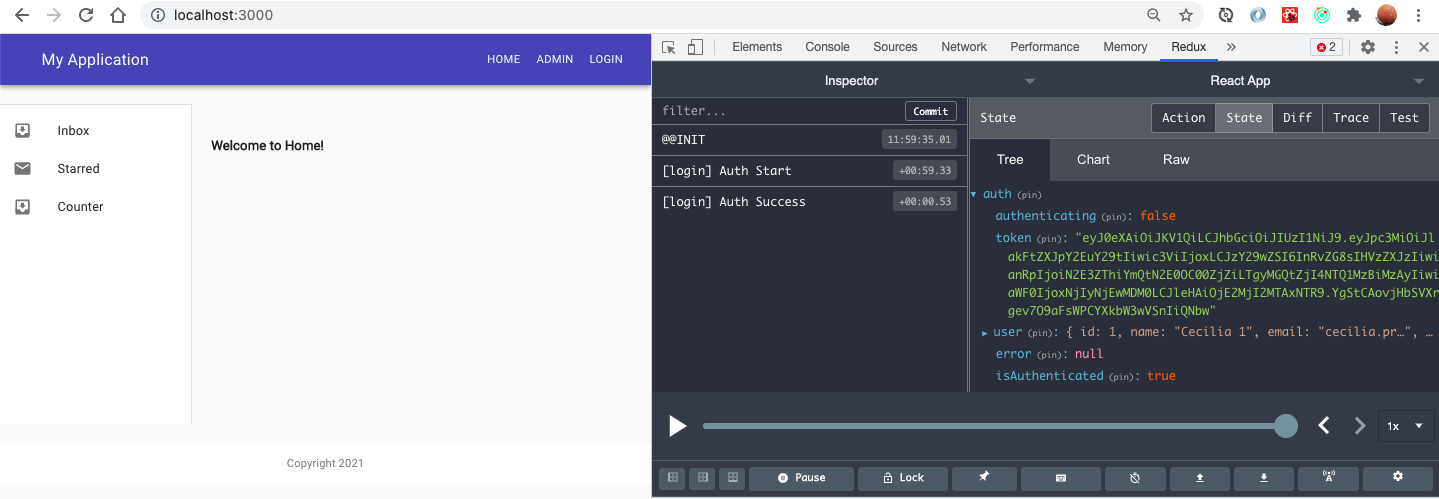 localhost:3000
My Application
HOME ADMIN LOGIN
Inbox
Starred
Counter
Welcome to Home!
Copyright 2021
Elements Console Sources Network Performance Memory Redux » 2
Inspector React App
filter... Commit
@@INIT 11:59:35.01
[login] Auth Start +00:59.33
[login] Auth Success +00:00.53
State Action State Diff Trace Test
Tree Chart Raw
auth (pin)
authenticating (pin): false
token (pin): "eyJ0eXAiOiJKV1QiLCJhbGciOiJIUzI1NiJ9.eyJpc3MiOiJl
akFtZXJpY2EuY29tIiwic3ViIjoxLCJzY29wZSI6InRvZG8sIHVzZXJzIiwi
anRpIjoiN2E3ZThiYmQtN2E0OC00ZjZiLTgyMGQtZjI4NTQ1MzBiMzAyIiwi
aWF0IjoxNjIyNjEwMDM0LCJleHAiOjE2MjI2MTAxNTR9.YgStCAovjHbSVXr
gev7O9aFsWPCYXkbW3wVSnIiQNbw"
user (pin): { id: 1, name: "Cecilia 1", email: "cecilia.pr…", …
error (pin): null
isAuthenticated (pin): true
1x
Pause Lock